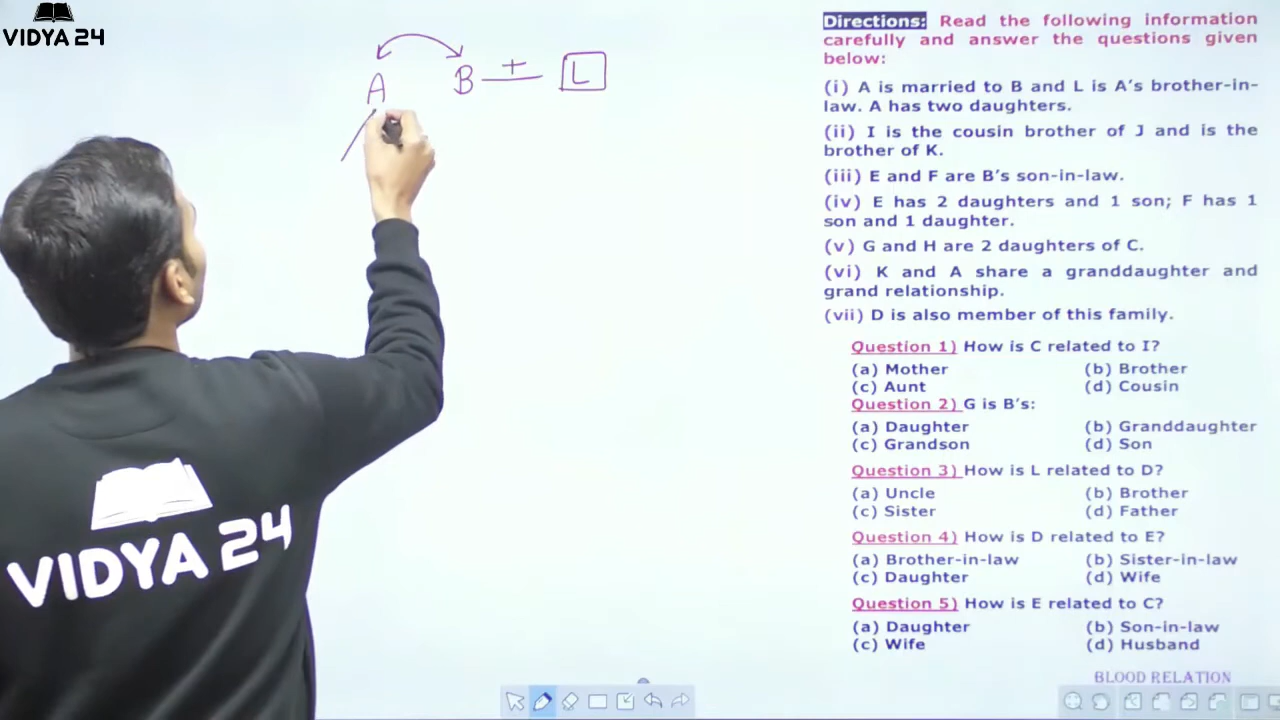 VIDYA 24
A B + L
VIDYA 24
Directions: Read the following information
carefully and answer the questions given
below:
(i) A is married to B and L is A's brother-in-
law. A has two daughters.
(ii) I is the cousin brother of J and is the
brother of K.
(iii) E and F are B's son-in-law.
(iv) E has 2 daughters and 1 son; F has 1
son and 1 daughter.
(v) G and H are 2 daughters of C.
(vi) K and A share a granddaughter and
grand relationship.
(vii) D is also member of this family.
Question 1) How is C related to I?
(a) Mother (b) Brother
(c) Aunt (d) Cousin
Question 2) G is B's:
(a) Daughter (b) Granddaughter
(c) Grandson (d) Son
Question 3) How is L related to D?
(a) Uncle (b) Brother
(c) Sister (d) Father
Question 4) How is D related to E?
(a) Brother-in-law (b) Sister-in-law
(c) Daughter (d) Wife
Question 5) How is E related to C?
(a) Daughter (b) Son-in-law
(c) Wife (d) Husband
BLOOD RELATION